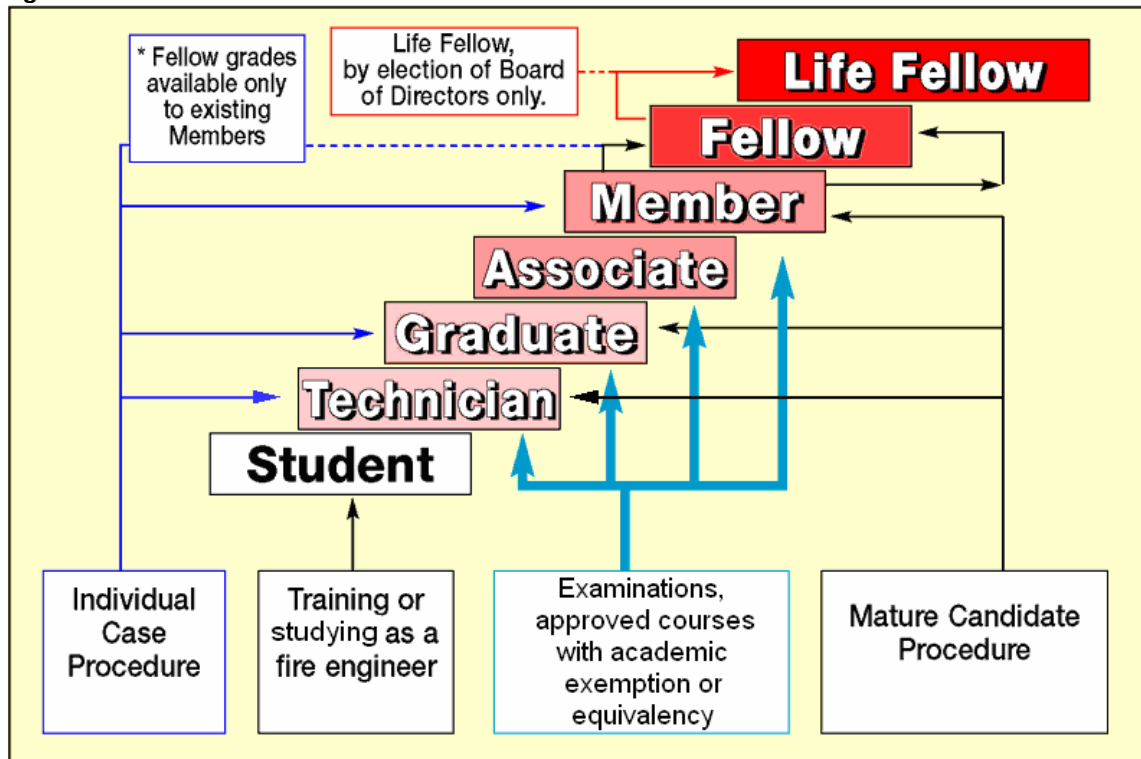 * Fellow grades
available only
to existing
Members
Life Fellow,
by election of Board
of Directors only.
Life Fellow
Fellow
Member
Associate
Graduate
Technician
Student
Individual
Case
Procedure
Training or
studying as a
fire engineer
Examinations,
approved courses
with academic
exemption or
equivalency
Mature Candidate
Procedure